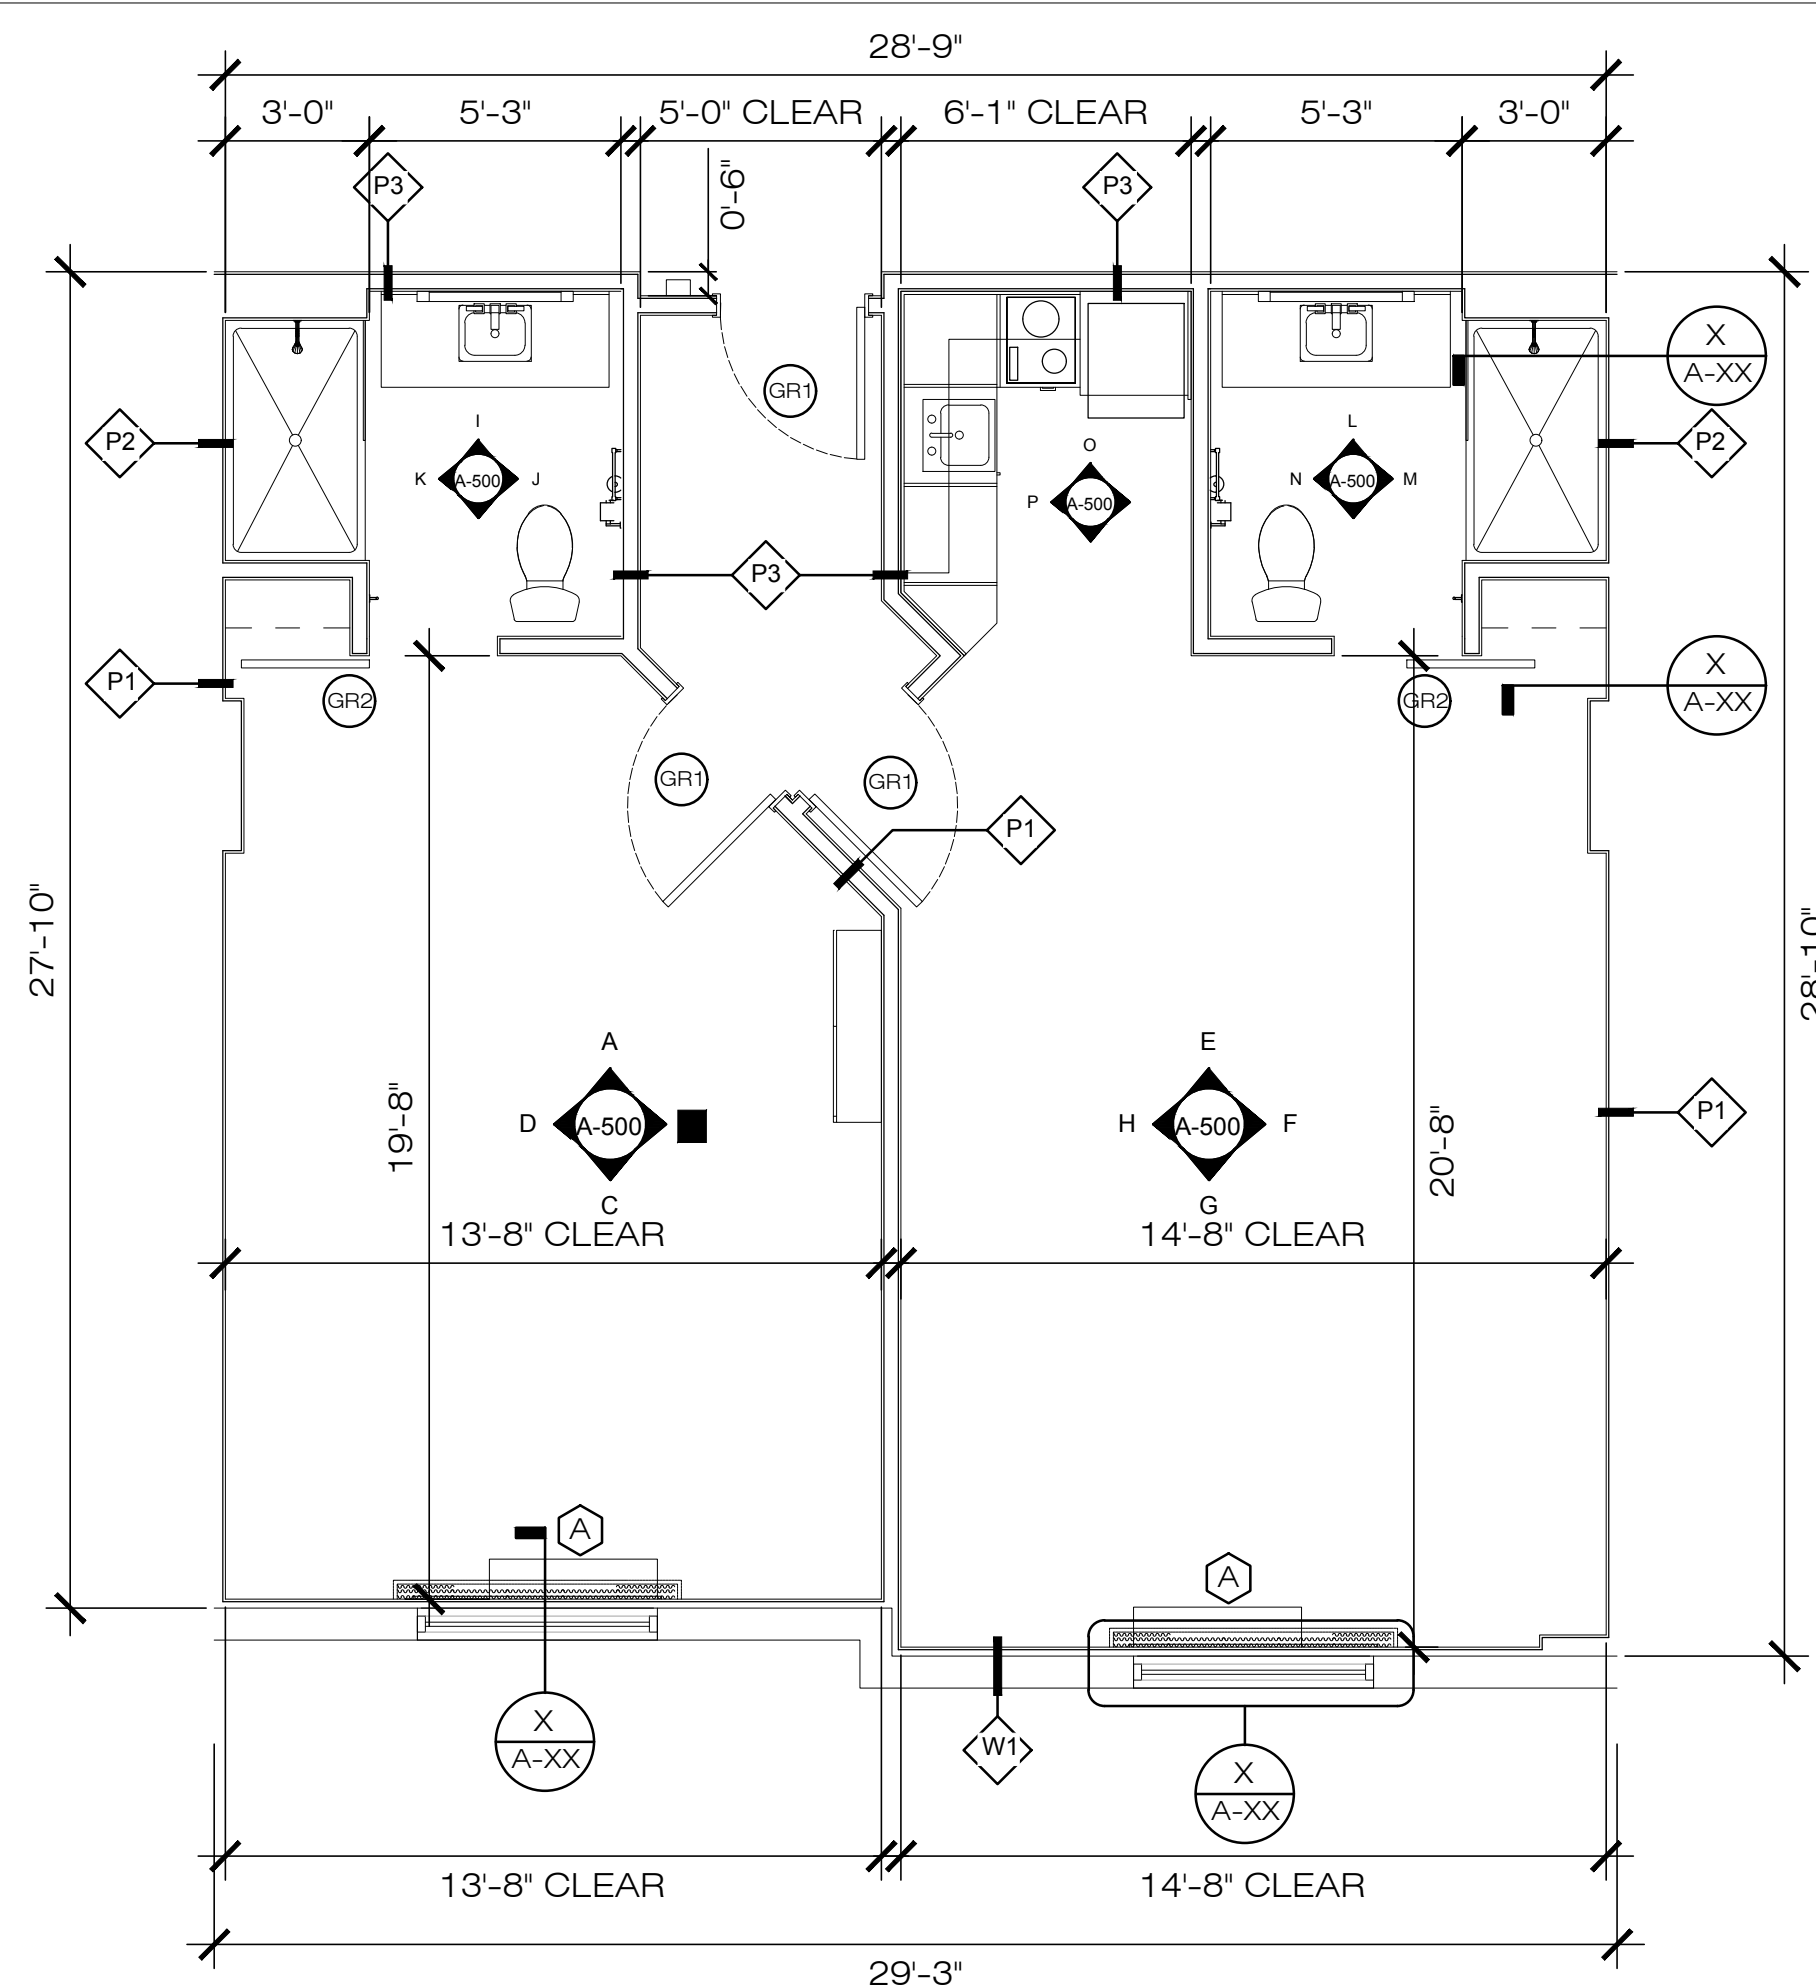 28'-9"
3'-0" 5'-3" 5'-0" CLEAR 6'-1" CLEAR 5'-3" 3'-0"
0'-6"
P3 P3
X
A-XX
GR1
P2 P2
I
K A-500 J
O
P A-500
L
N A-500 M
P3
P1
GR2 GR2
X
A-XX
GR1 GR1
P1
27'-10"
28'-10"
A
D A-500
C
E
H A-500 F
G
P1
19'-8"
20'-8"
13'-8" CLEAR 14'-8" CLEAR
A
A
X
A-XX
W1
X
A-XX
13'-8" CLEAR 14'-8" CLEAR
29'-3"